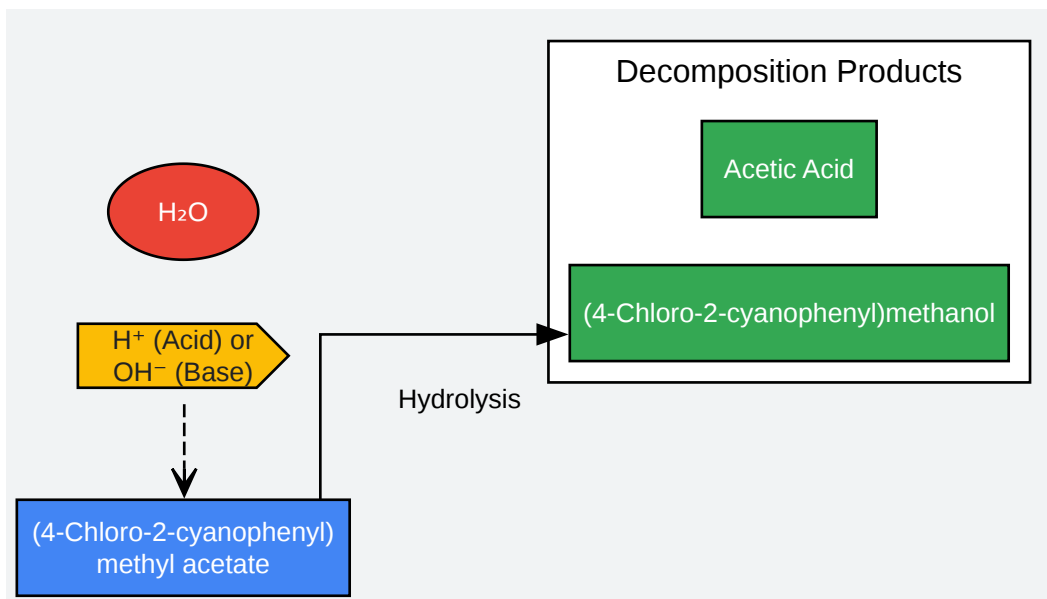 Decomposition Products
Acetic Acid
H₂O
(4-Chloro-2-cyanophenyl)methanol
H⁺ (Acid) or
OH⁻ (Base)
Hydrolysis
(4-Chloro-2-cyanophenyl)
methyl acetate